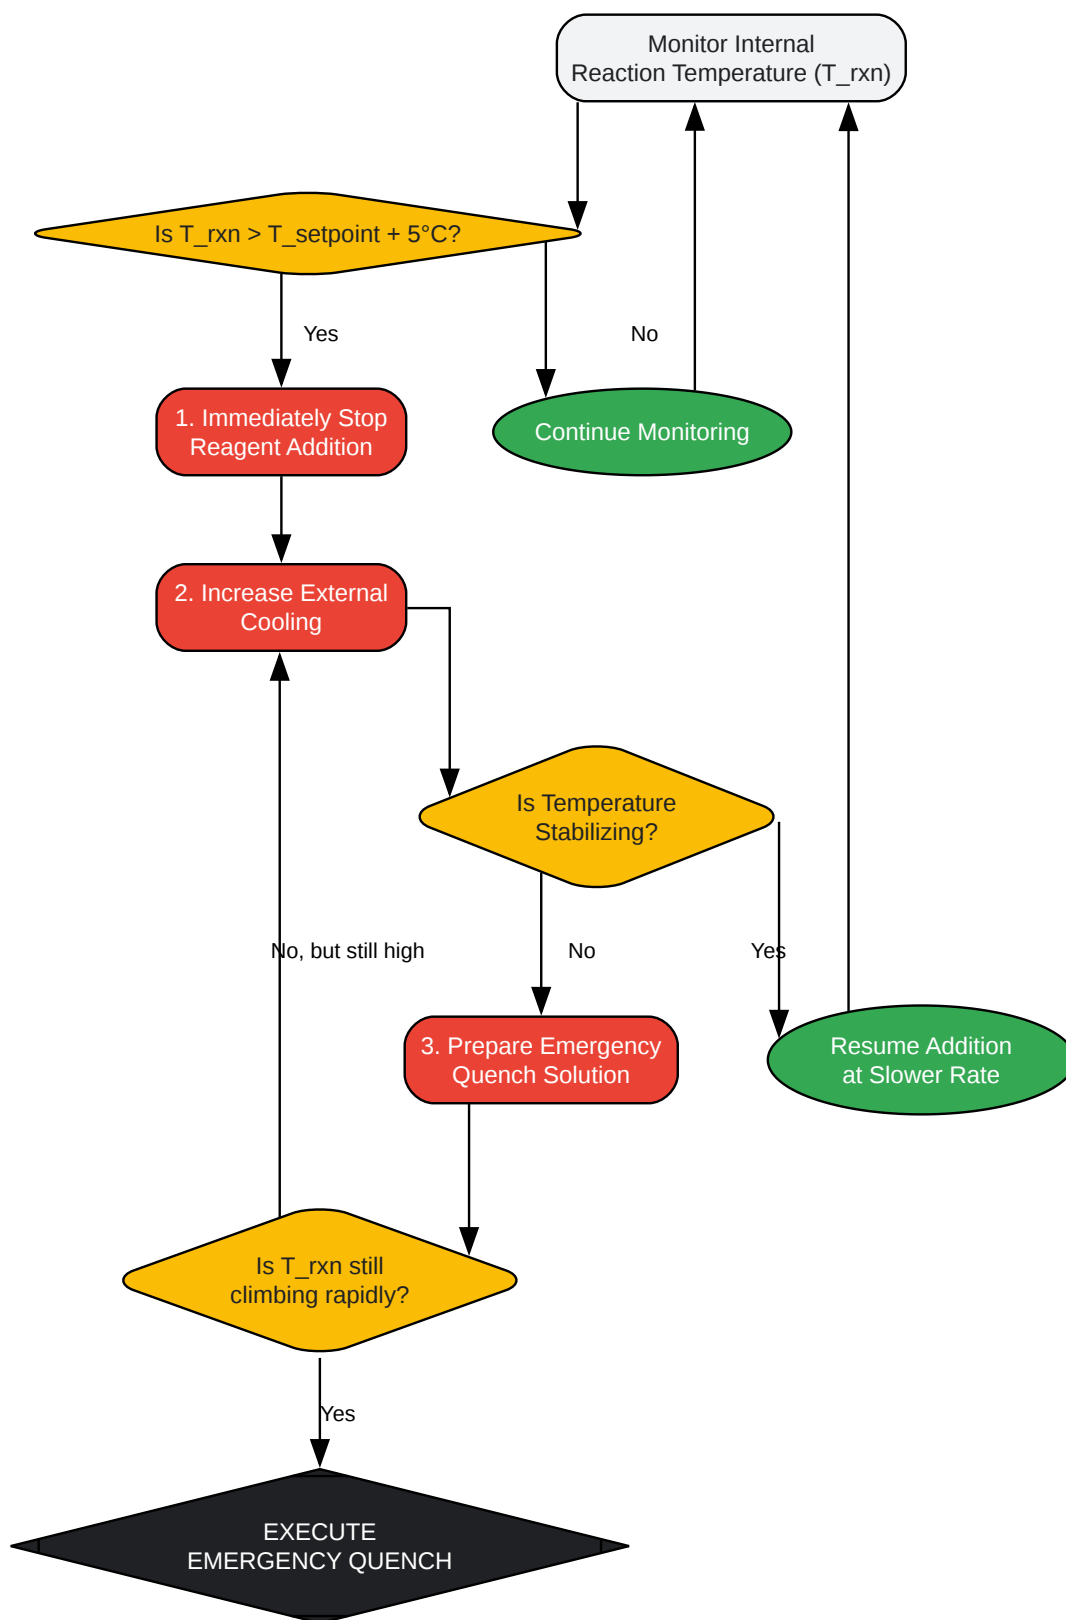 Monitor Internal
Reaction Temperature (T_rxn)
Is T_rxn > T_setpoint + 5°C?
Yes
No
1. Immediately Stop
Reagent Addition
Continue Monitoring
2. Increase External
Cooling
Is Temperature
Stabilizing?
No, but still high
No
Yes
3. Prepare Emergency
Quench Solution
Resume Addition
at Slower Rate
Is T_rxn still
climbing rapidly?
Yes
EXECUTE
EMERGENCY QUENCH